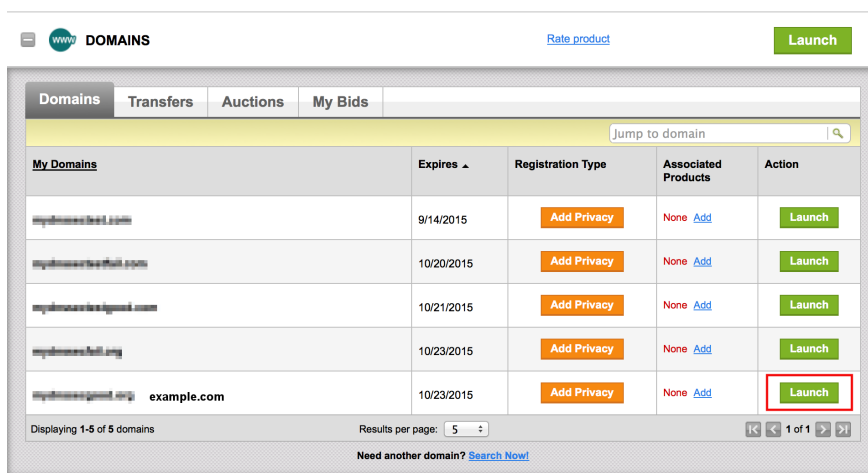 www DOMAINS Rate product Launch
Domains Transfers Auctions My Bids
Jump to domain
My Domains Expires Registration Type Associated Products Action
9/14/2015 Add Privacy None Add Launch
10/20/2015 Add Privacy None Add Launch
10/21/2015 Add Privacy None Add Launch
10/23/2015 Add Privacy None Add Launch
example.com 10/23/2015 Add Privacy None Add Launch
Displaying 1-5 of 5 domains Results per page: 5 1 of 1
Need another domain? Search Now!